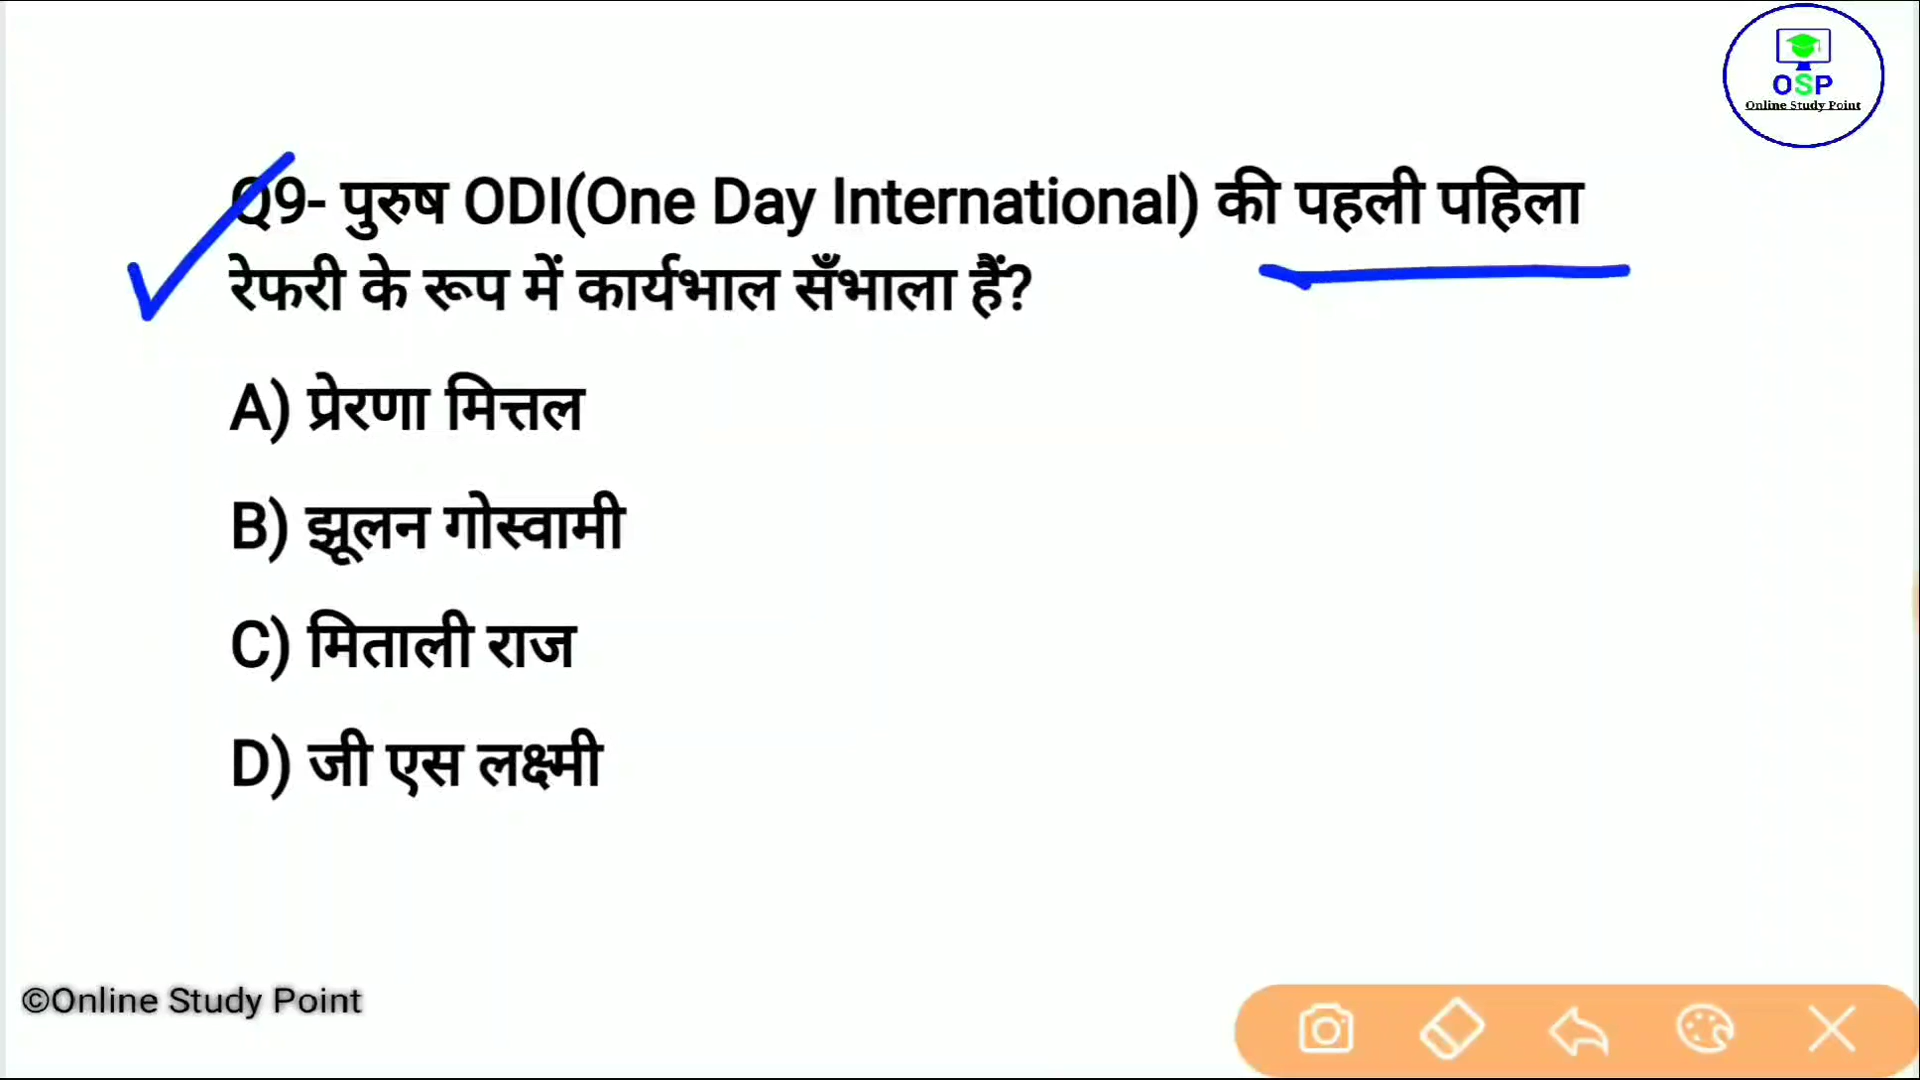 OSP
Online Study Point
Q9- पुरुष ODI(One Day International) की पहली पहिला
रेफरी के रूप में कार्यभाल सँभाला हैं?
A) प्रेरणा मित्तल
B) झूलन गोस्वामी
C) मिताली राज
D) जी एस लक्ष्मी
©Online Study Point